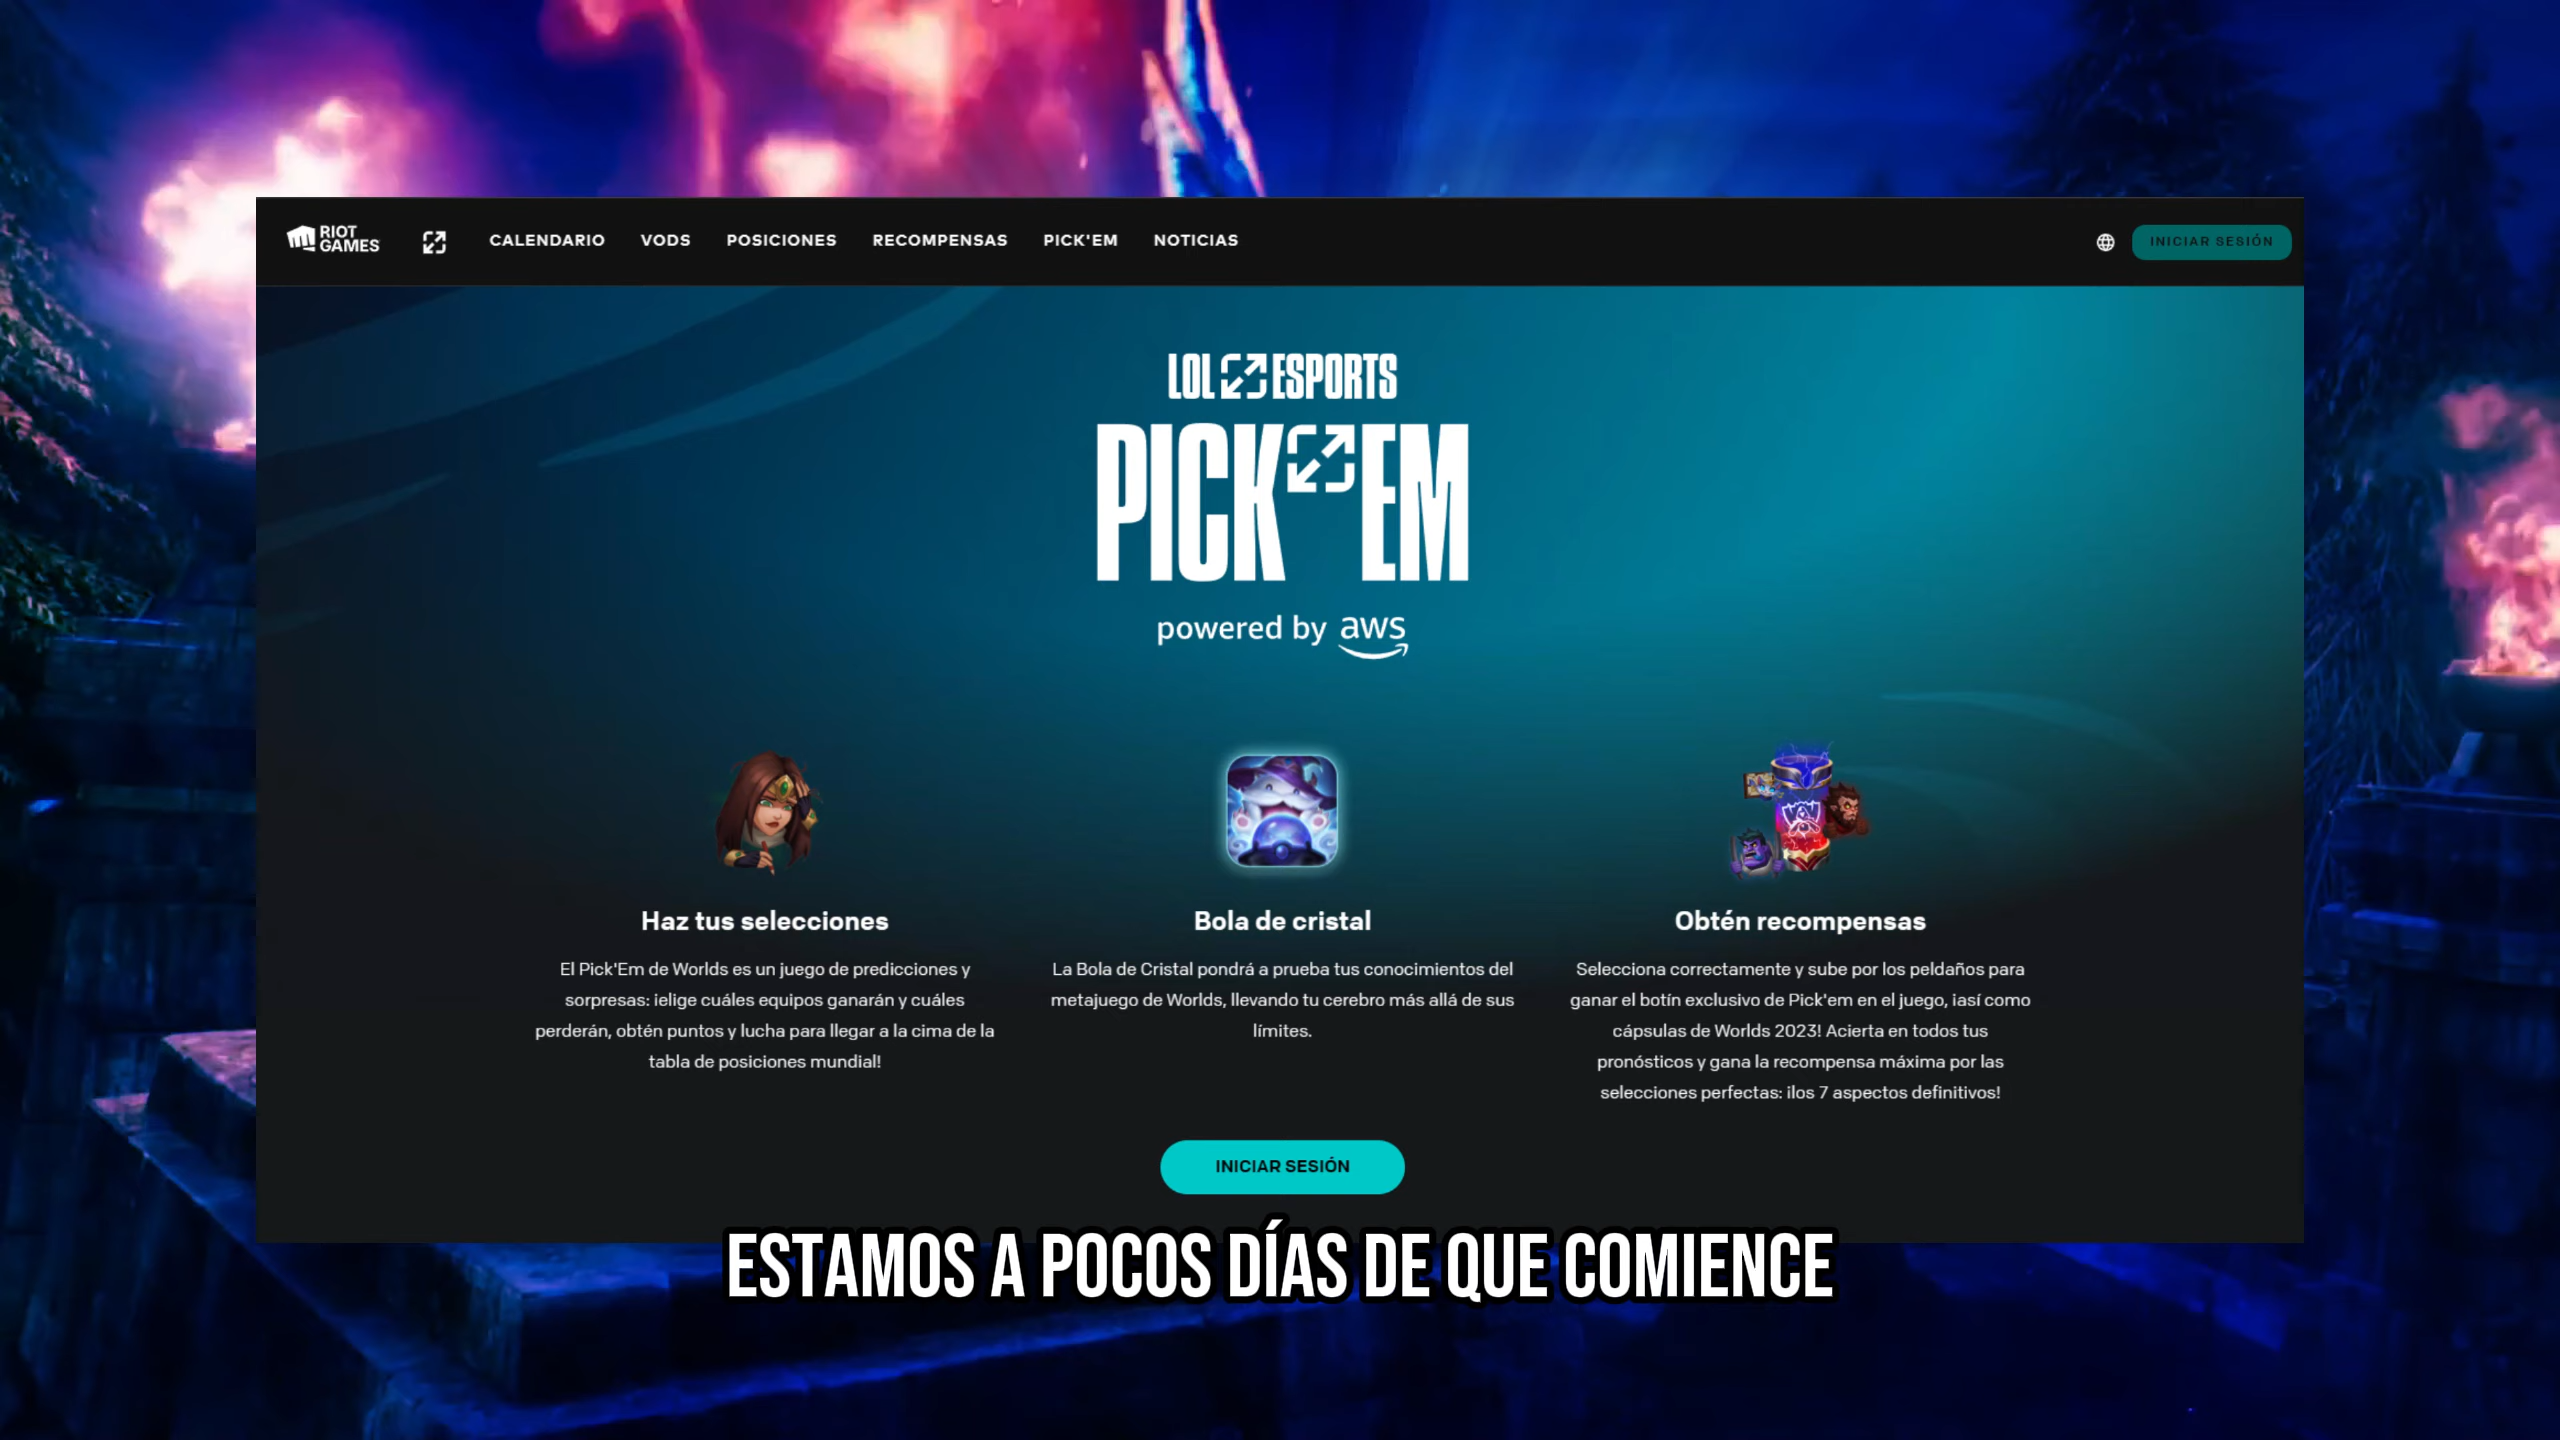 RIOT
GAMES
CALENDARIO VODS POSICIONES RECOMPENSAS PICK'EM NOTICIAS
INICIAR SESIÓN
LOL ESPORTS
PICK'EM
powered by aws
Haz tus selecciones
El Pick'Em de Worlds es un juego de predicciones y
sorpresas: ¡elige cuáles equipos ganarán y cuáles
perderán, obtén puntos y lucha para llegar a la cima de la
tabla de posiciones mundial!
Bola de cristal
La Bola de Cristal pondrá a prueba tus conocimientos del
metajuego de Worlds, llevando tu cerebro más allá de sus
límites.
Obtén recompensas
Selecciona correctamente y sube por los peldaños para
ganar el botín exclusivo de Pick'em en el juego, ¡así como
cápsulas de Worlds 2023! Acierta en todos tus
pronósticos y gana la recompensa máxima por las
selecciones perfectas: ¡los 7 aspectos definitivos!
INICIAR SESIÓN
ESTAMOS A POCOS DÍAS DE QUE COMIENCE